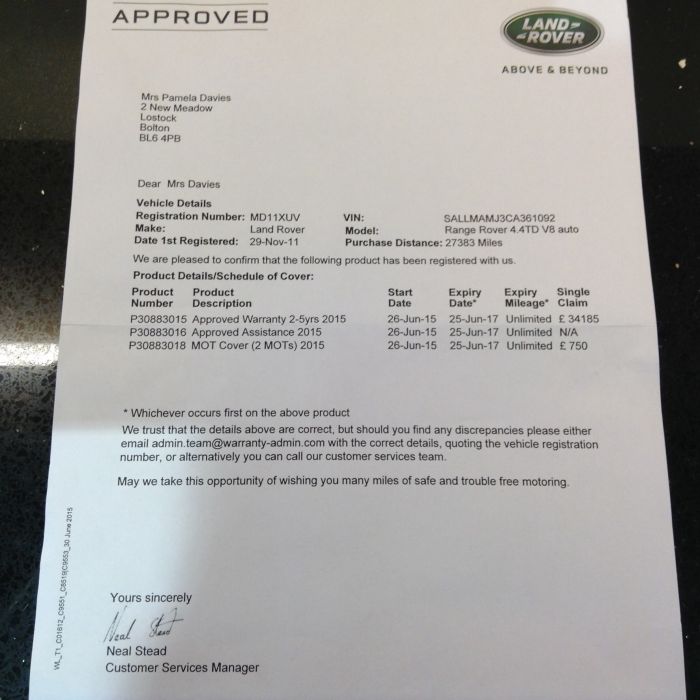 APPROVED
LAND-
-ROVER
ABOVE & BEYOND
Mrs Pamela Davies
2 New Meadow
Lostock
Bolton
BL6 4PB
Dear Mrs Davies
Vehicle Details
Registration Number: MD11XUV VIN: SALLMAMJ3CA361092
Make: Land Rover Model: Range Rover 4.4TD V8 auto
Date 1st Registered: 29-Nov-11 Purchase Distance: 27383 Miles
We are pleased to confirm that the following product has been registered with us.
Product Details/Schedule of Cover:
Product Product Start Expiry Expiry Single
Number Description Date Date* Mileage* Claim
P30883015 Approved Warranty 2-5yrs 2015 26-Jun-15 25-Jun-17 Unlimited £ 34185
P30883016 Approved Assistance 2015 26-Jun-15 25-Jun-17 Unlimited N/A
P30883018 MOT Cover (2 MOTs) 2015 26-Jun-15 25-Jun-17 Unlimited £ 750
* Whichever occurs first on the above product
We trust that the details above are correct, but should you find any discrepancies please either
email admin.team@warranty-admin.com with the correct details, quoting the vehicle registration
number, or alternatively you can call our customer services team.
May we take this opportunity of wishing you many miles of safe and trouble free motoring.
WL_T1_C01612_C9551_C8519|C9553_30 June 2015
Yours sincerely
Neal Stead
Neal Stead
Customer Services Manager